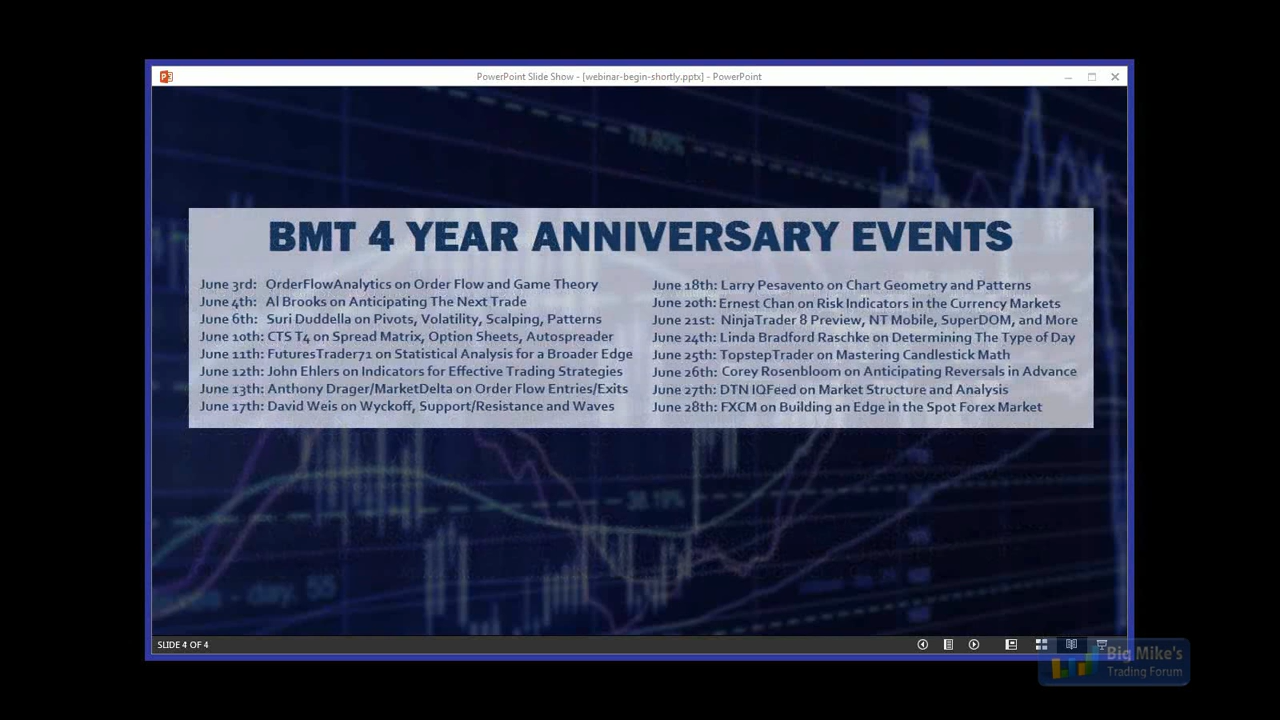 PowerPoint Slide Show - [webinar-begin-shortly.pptx] - PowerPoint
78.60%
BMT 4 YEAR ANNIVERSARY EVENTS
June 3rd: OrderFlowAnalytics on Order Flow and Game Theory
June 4th: Al Brooks on Anticipating The Next Trade
June 6th: Suri Duddella on Pivots, Volatility, Scalping, Patterns
June 10th: CTS T4 on Spread Matrix, Option Sheets, Autospreader
June 11th: FuturesTrader71 on Statistical Analysis for a Broader Edge
June 12th: John Ehlers on Indicators for Effective Trading Strategies
June 13th: Anthony Drager/MarketDelta on Order Flow Entries/Exits
June 17th: David Weis on Wyckoff, Support/Resistance and Waves
June 18th: Larry Pesavento on Chart Geometry and Patterns
June 20th: Ernest Chan on Risk Indicators in the Currency Markets
June 21st: NinjaTrader 8 Preview, NT Mobile, SuperDOM, and More
June 24th: Linda Bradford Raschke on Determining The Type of Day
June 25th: TopstepTrader on Mastering Candlestick Math
June 26th: Corey Rosenbloom on Anticipating Reversals in Advance
June 27th: DTN IQFeed on Market Structure and Analysis
June 28th: FXCM on Building an Edge in the Spot Forex Market
38.19%
- day. 55
SLIDE 4 OF 4
Big Mike's
Trading Forum